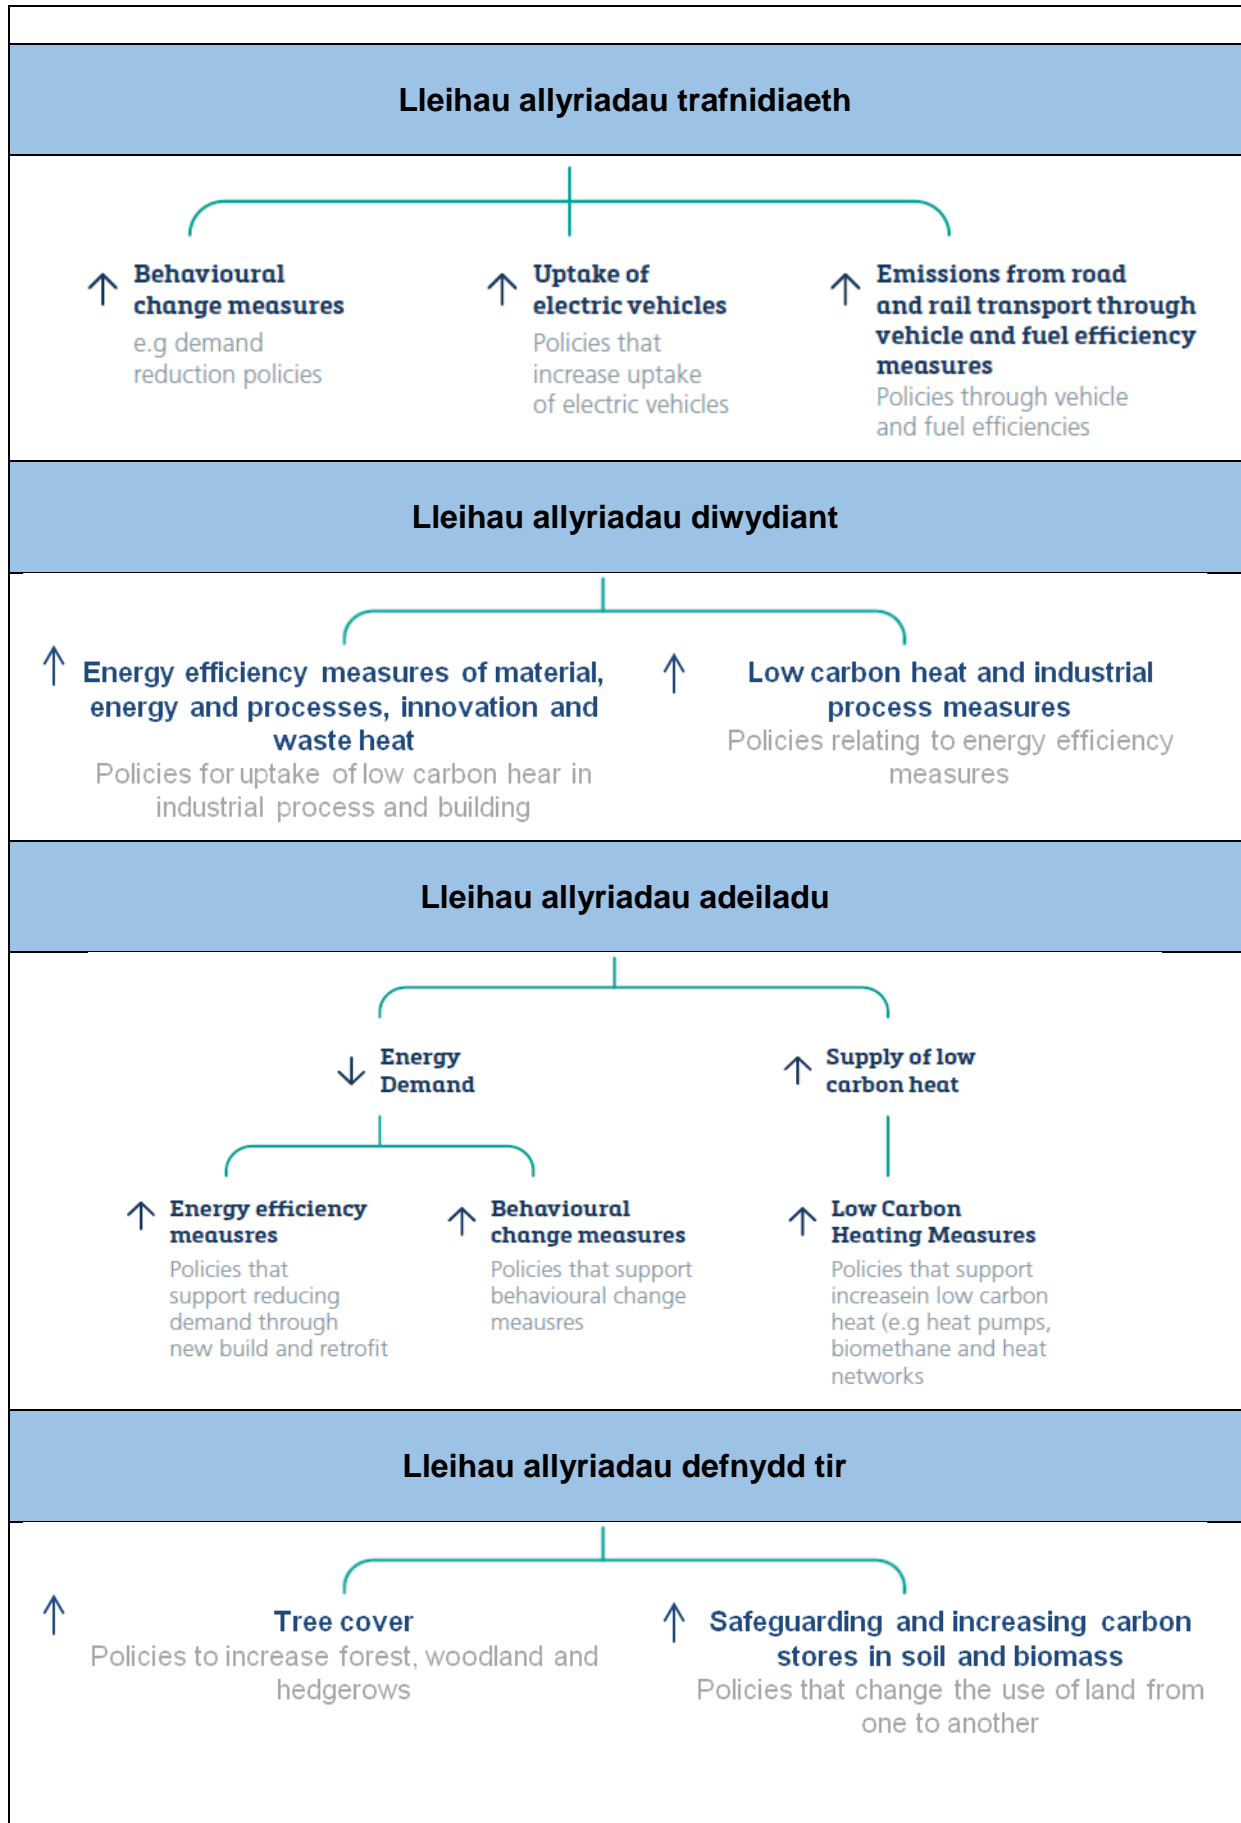 Lleihau allyriadau trafnidiaeth
Behavioural
change measures
e.g demand
reduction policies
Uptake of
electric vehicles
Policies that
increase uptake
of electric vehicles
Emissions from road
and rail transport through
vehicle and fuel efficiency
measures
Policies through vehicle
and fuel efficiencies
Lleihau allyriadau diwydiant
Energy efficiency measures of material,
energy and processes, innovation and
waste heat
Policies for uptake of low carbon hear in
industrial process and building
Low carbon heat and industrial
process measures
Policies relating to energy efficiency
measures
Lleihau allyriadau adeiladu
Energy
Demand
Supply of low
carbon heat
Energy efficiency
meausres
Policies that
support reducing
demand through
new build and retrofit
Behavioural
change measures
Policies that support
behavioural change
meausres
Low Carbon
Heating Measures
Policies that support
increasein low carbon
heat (e.g heat pumps,
biomethane and heat
networks
Lleihau allyriadau defnydd tir
Tree cover
Policies to increase forest, woodland and
hedgerows
Safeguarding and increasing carbon
stores in soil and biomass
Policies that change the use of land from
one to another